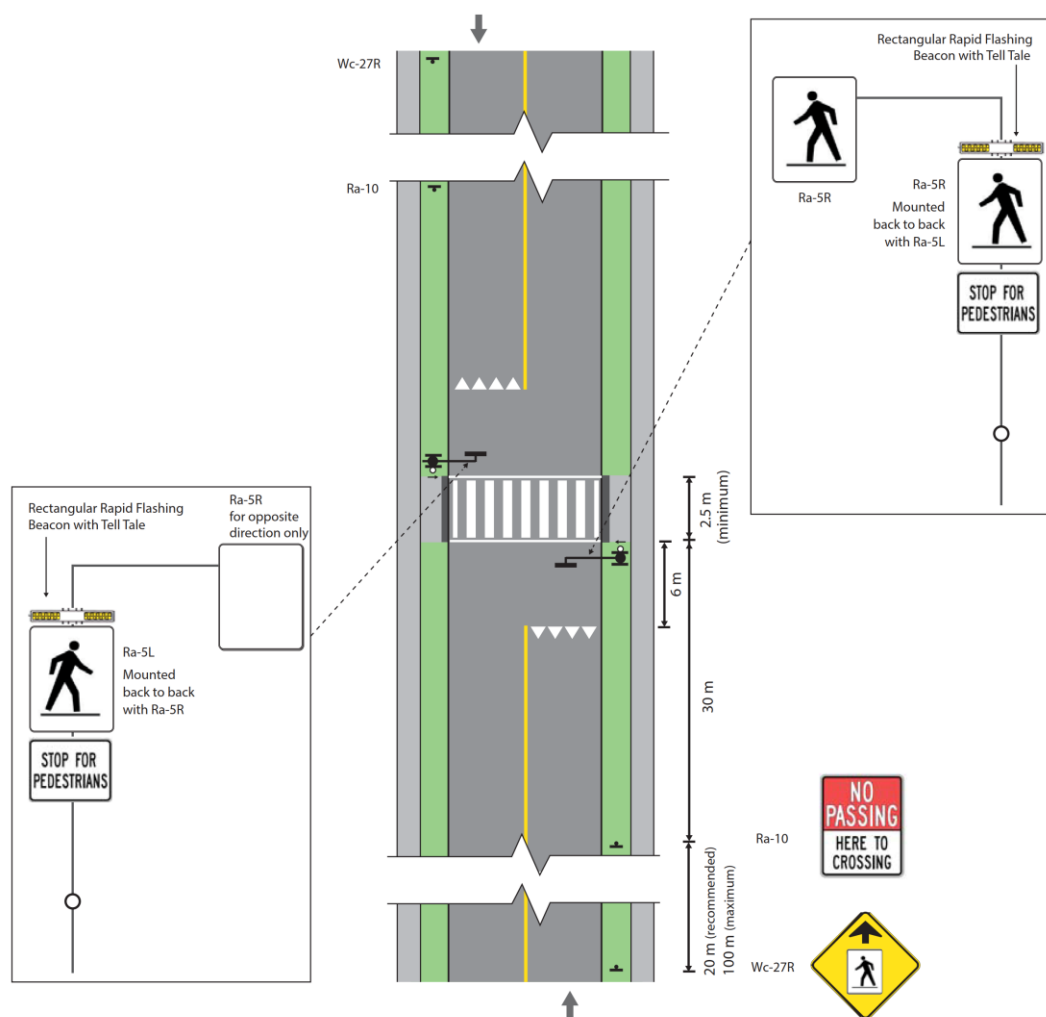 Wc-27R
Ra-10
Rectangular Rapid Flashing
Beacon with Tell Tale
Ra-5R
Ra-5R
Mounted
back to back
with Ra-5L
STOP FOR
PEDESTRIANS
Rectangular Rapid Flashing
Beacon with Tell Tale
Ra-5R
for opposite
direction only
Ra-5L
Mounted
back to back
with Ra-5R
STOP FOR
PEDESTRIANS
2.5 m
(minimum)
6 m
30 m
20 m (recommended)
100 m (maximum)
Ra-10
NO
PASSING
HERE TO
CROSSING
Wc-27R